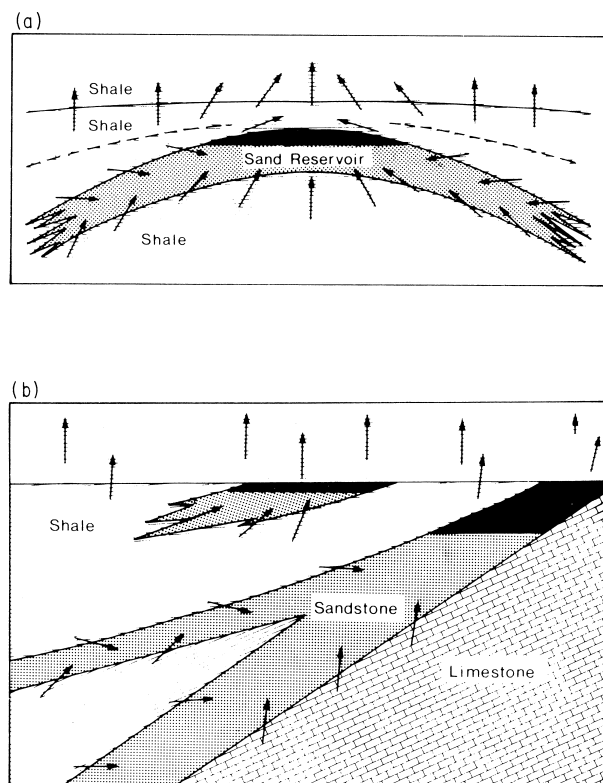 (a)
Shale
Shale
Sand Reservoir
Shale
(b)
Shale
Sandstone
Limestone